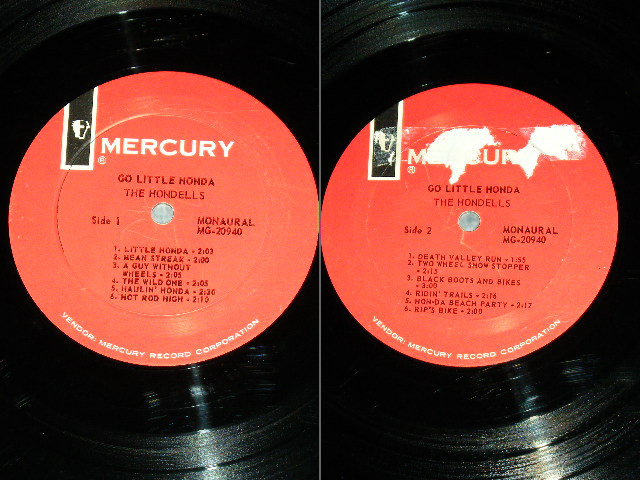 MERCURY
®
GO LITTLE HONDA
THE HONDELLS
Side 1
MONAURAL
MG-20940
1. LITTLE HONDA - 2:03
2. MEAN STREAK - 2:00
3. A GUY WITHOUT
WHEELS - 2:05
4. THE WILD ONE - 2:05
5. HAULIN' HONDA - 2:30
6. HOT ROD HIGH - 2:10
VENDOR: MERCURY RECORD CORPORATION
MERCURY
®
GO LITTLE HONDA
THE HONDELLS
Side 2
MONAURAL
MG-20940
1. DEATH VALLEY RUN - 1:55
2. TWO WHEEL SHOW STOPPER
- 2:15
3. BLACK BOOTS AND BIKES
- 3:00
4. RIDIN' TRAILS - 2:16
5. HON-DA BEACH PARTY - 2:17
6. RIP'S BIKE - 2:00
VENDOR: MERCURY RECORD CORPORATION